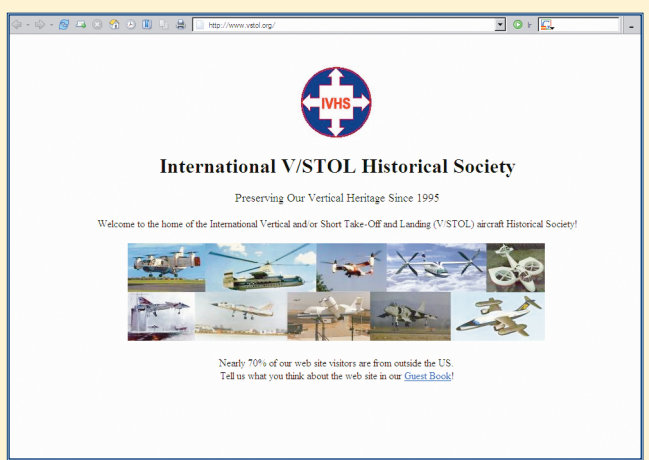 http://www.vstol.org/
IVHS
International V/STOL Historical Society
Preserving Our Vertical Heritage Since 1995
Welcome to the home of the International Vertical and/or Short Take-Off and Landing (V/STOL) aircraft Historical Society!
Nearly 70% of our web site visitors are from outside the US.
Tell us what you think about the web site in our Guest Book!